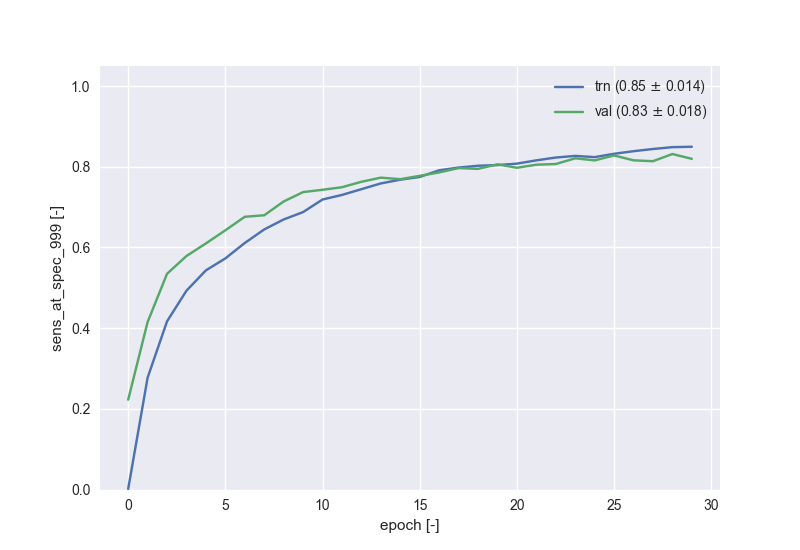 trn (0.85 ± 0.014)
val (0.83 ± 0.018)
sens_at_spec_999 [-]
1.0
0.8
0.6
0.4
0.2
0.0
0 5 10 15 20 25 30
epoch [-]